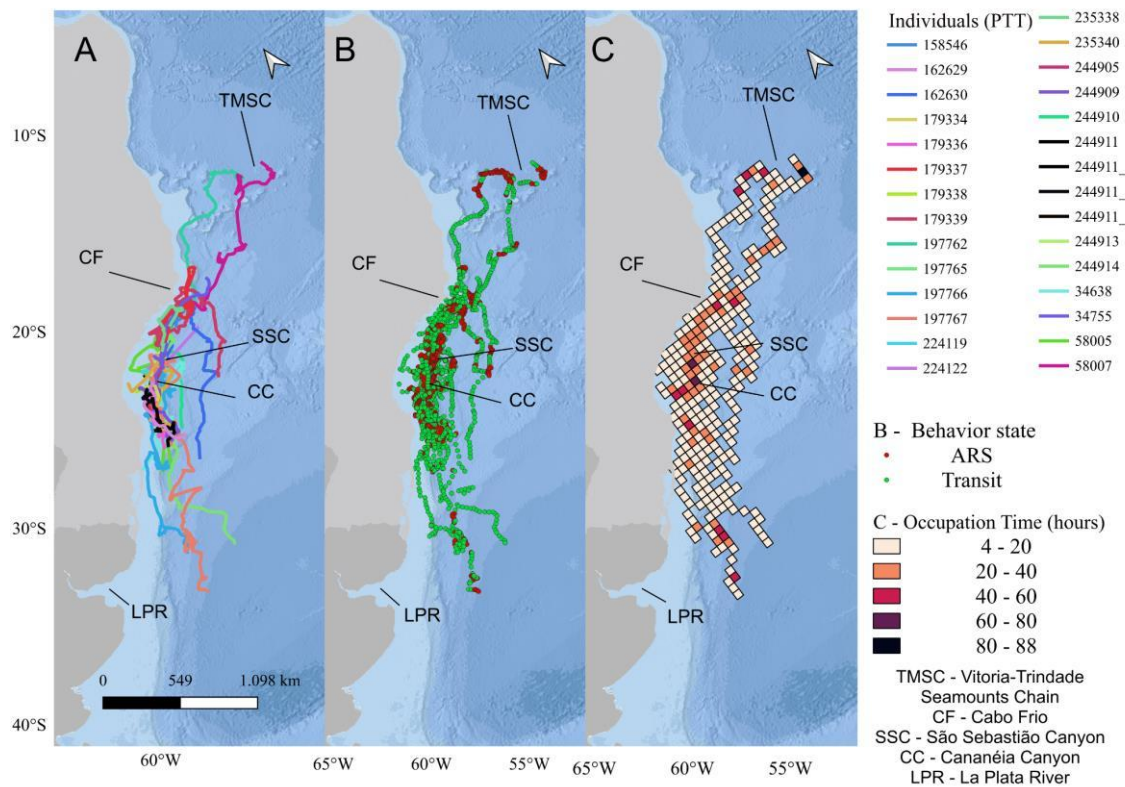 A
B
C
TMSC
TMSC
TMSC
10°S
CF
CF
CF
20°S
SSC
SSC
SSC
CC
CC
CC
30°S
LPR
LPR
LPR
0 549 1.098 km
40°S
60°W
65°W
60°W
55°W
65°W
60°W
55°W
Individuals (PTT)
158546
162629
162630
179334
179336
179337
179338
179339
197762
197765
197766
197767
224119
224122
235338
235340
244905
244909
244910
244911
244911_
244911_
244911_
244913
244914
34638
34755
58005
58007
B - Behavior state
ARS
Transit
C - Occupation Time (hours)
4 - 20
20 - 40
40 - 60
60 - 80
80 - 88
TMSC - Vitoria-Trindade
Seamounts Chain
CF - Cabo Frio
SSC - São Sebastião Canyon
CC - Cananéia Canyon
LPR - La Plata River